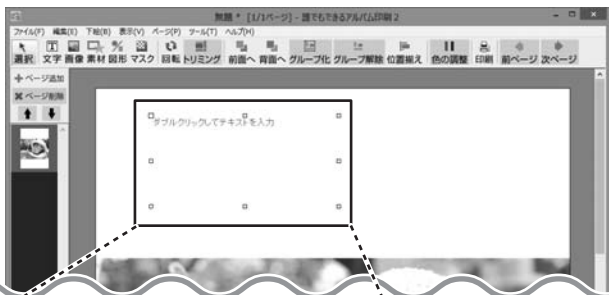 無題 * [1/1ページ] - 誰でもできるアルバム印刷 2
ファイル(F) 編集(E) 下絵(B) 表示(V) ページ(P) ツール(T) ヘルプ(H)
選択 文字 画像 素材 図形 マスク 回転 トリミング 前面へ 背面へ グループ化 グループ解除 位置揃え 色の調整 印刷 前ページ 次ページ
ページ追加
ページ削除
ダブルクリックしてテキストを入力